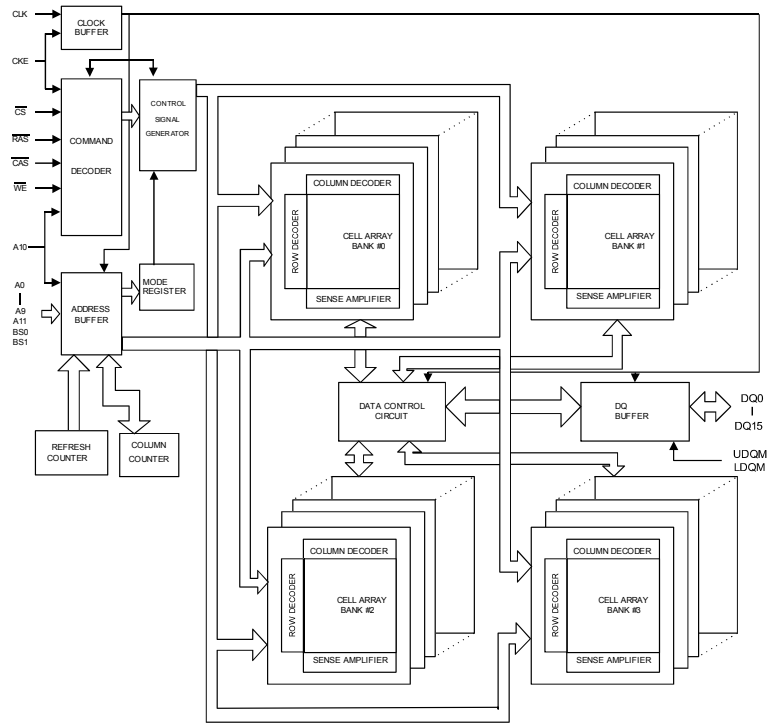 CLK
CLOCK
BUFFER
CKE
CS
RAS
CAS
WE
COMMAND
DECODER
CONTROL
SIGNAL
GENERATOR
A10
A0
A9
A11
BS0
BS1
ADDRESS
BUFFER
MODE
REGISTER
REFRESH
COUNTER
COLUMN
COUNTER
COLUMN DECODER
ROW DECODER
CELL ARRAY
BANK #0
SENSE AMPLIFIER
COLUMN DECODER
ROW DECODER
CELL ARRAY
BANK #1
SENSE AMPLIFIER
DATA CONTROL
CIRCUIT
DQ
BUFFER
DQ0
DQ15
UDQM
LDQM
COLUMN DECODER
ROW DECODER
CELL ARRAY
BANK #2
SENSE AMPLIFIER
COLUMN DECODER
ROW DECODER
CELL ARRAY
BANK #3
SENSE AMPLIFIER